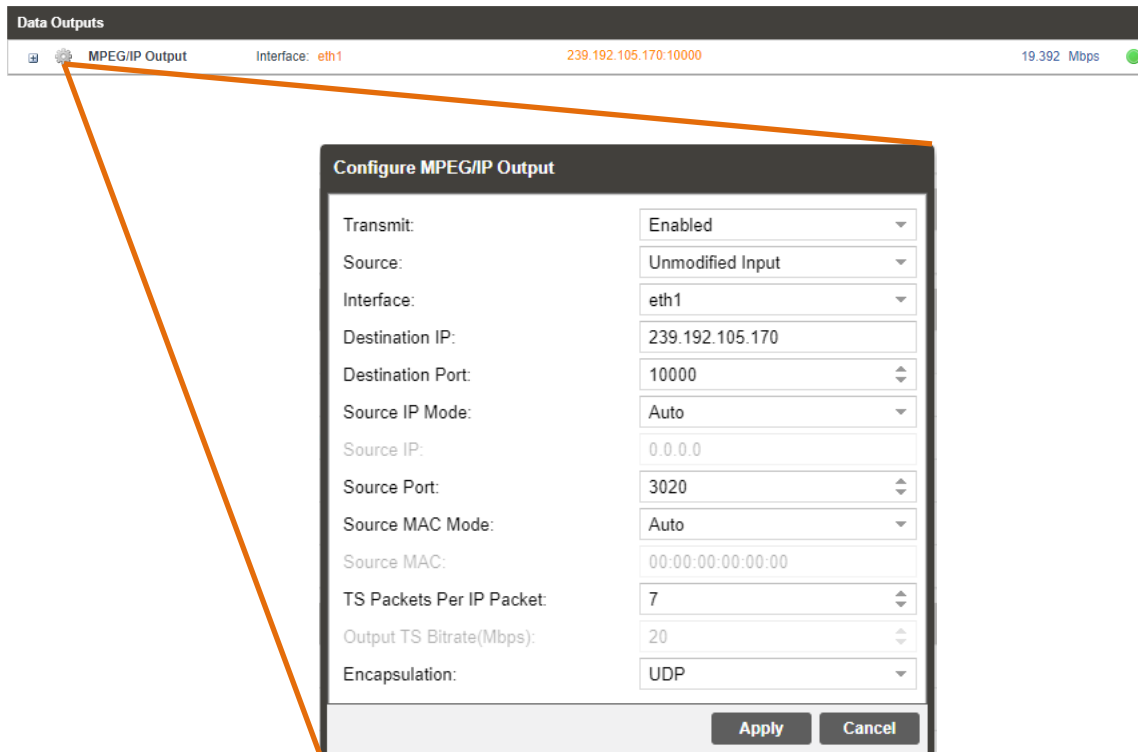 Data Outputs
MPEG/IP Output Interface: eth1 239.192.105.170:10000 19.392 Mbps
Configure MPEG/IP Output
Transmit: Enabled
Source: Unmodified Input
Interface: eth1
Destination IP: 239.192.105.170
Destination Port: 10000
Source IP Mode: Auto
Source IP: 0.0.0.0
Source Port: 3020
Source MAC Mode: Auto
Source MAC: 00:00:00:00:00:00
TS Packets Per IP Packet: 7
Output TS Bitrate(Mbps): 20
Encapsulation: UDP
Apply Cancel